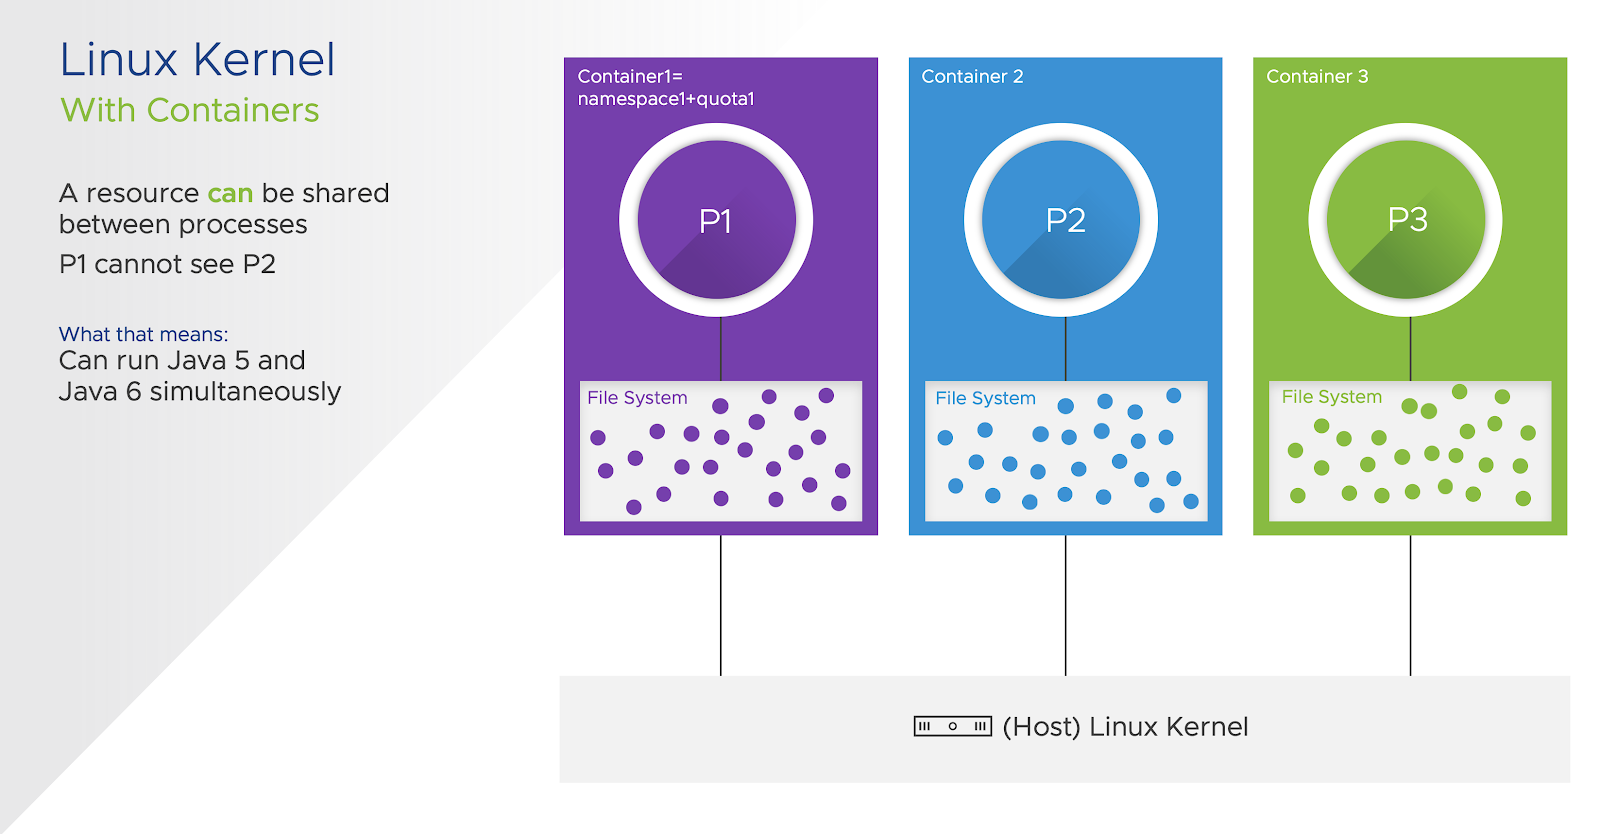 Linux Kernel
With Containers
A resource can be shared
between processes
P1 cannot see P2
What that means:
Can run Java 5 and
Java 6 simultaneously
Container1=
namespace1+quota1
P1
File System
Container 2
P2
File System
Container 3
P3
File System
(Host) Linux Kernel